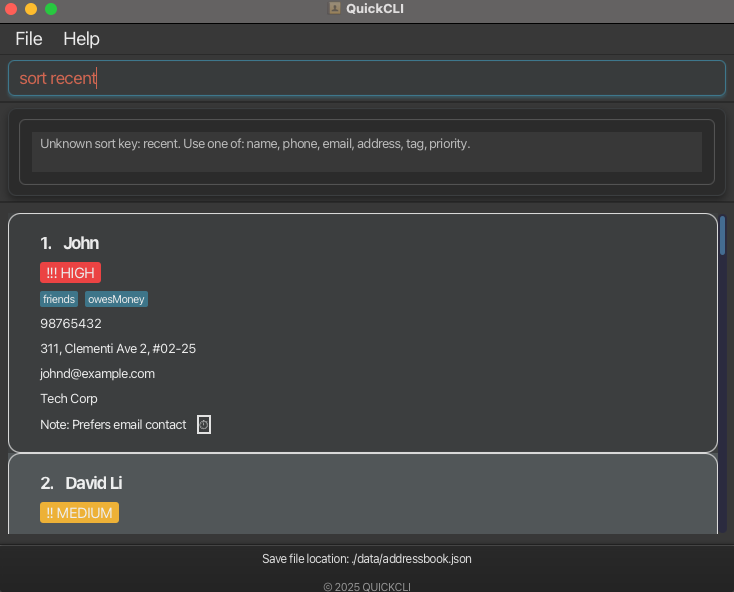 QuickCLI
File Help
sort recent
Unknown sort key: recent. Use one of: name, phone, email, address, tag, priority.
1. John
!!! HIGH
friends owesMoney
98765432
311, Clementi Ave 2, #02-25
johnd@example.com
Tech Corp
Note: Prefers email contact
2. David Li
!! MEDIUM
Save file location: ./data/addressbook.json
© 2025 QUICKCLI